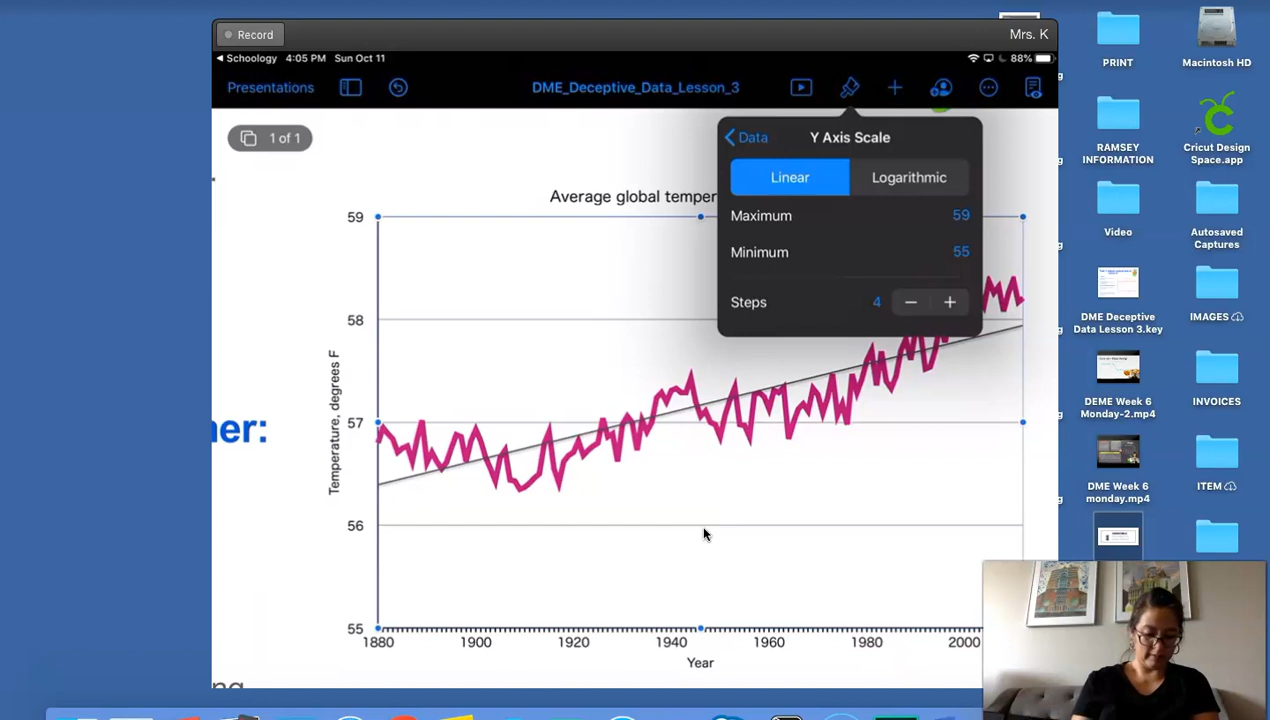 Record
Mrs. K
Schoology 4:05 PM Sun Oct 11
88%
Presentations
DME_Deceptive_Data_Lesson_3
1 of 1
Data
Y Axis Scale
Linear
Logarithmic
Maximum 59
Minimum 55
Steps 4 − +
Average global
59
58
57
56
55
Temperature, degrees F
1880 1900 1920 1940 1960 1980 2000
Year
her:
PRINT
Macintosh HD
RAMSEY
INFORMATION
Cricut Design
Space.app
Video
Autosaved
Captures
DME Deceptive
Data Lesson 3.key
IMAGES
DEME Week 6
Monday-2.mp4
INVOICES
DME Week 6
monday.mp4
ITEM